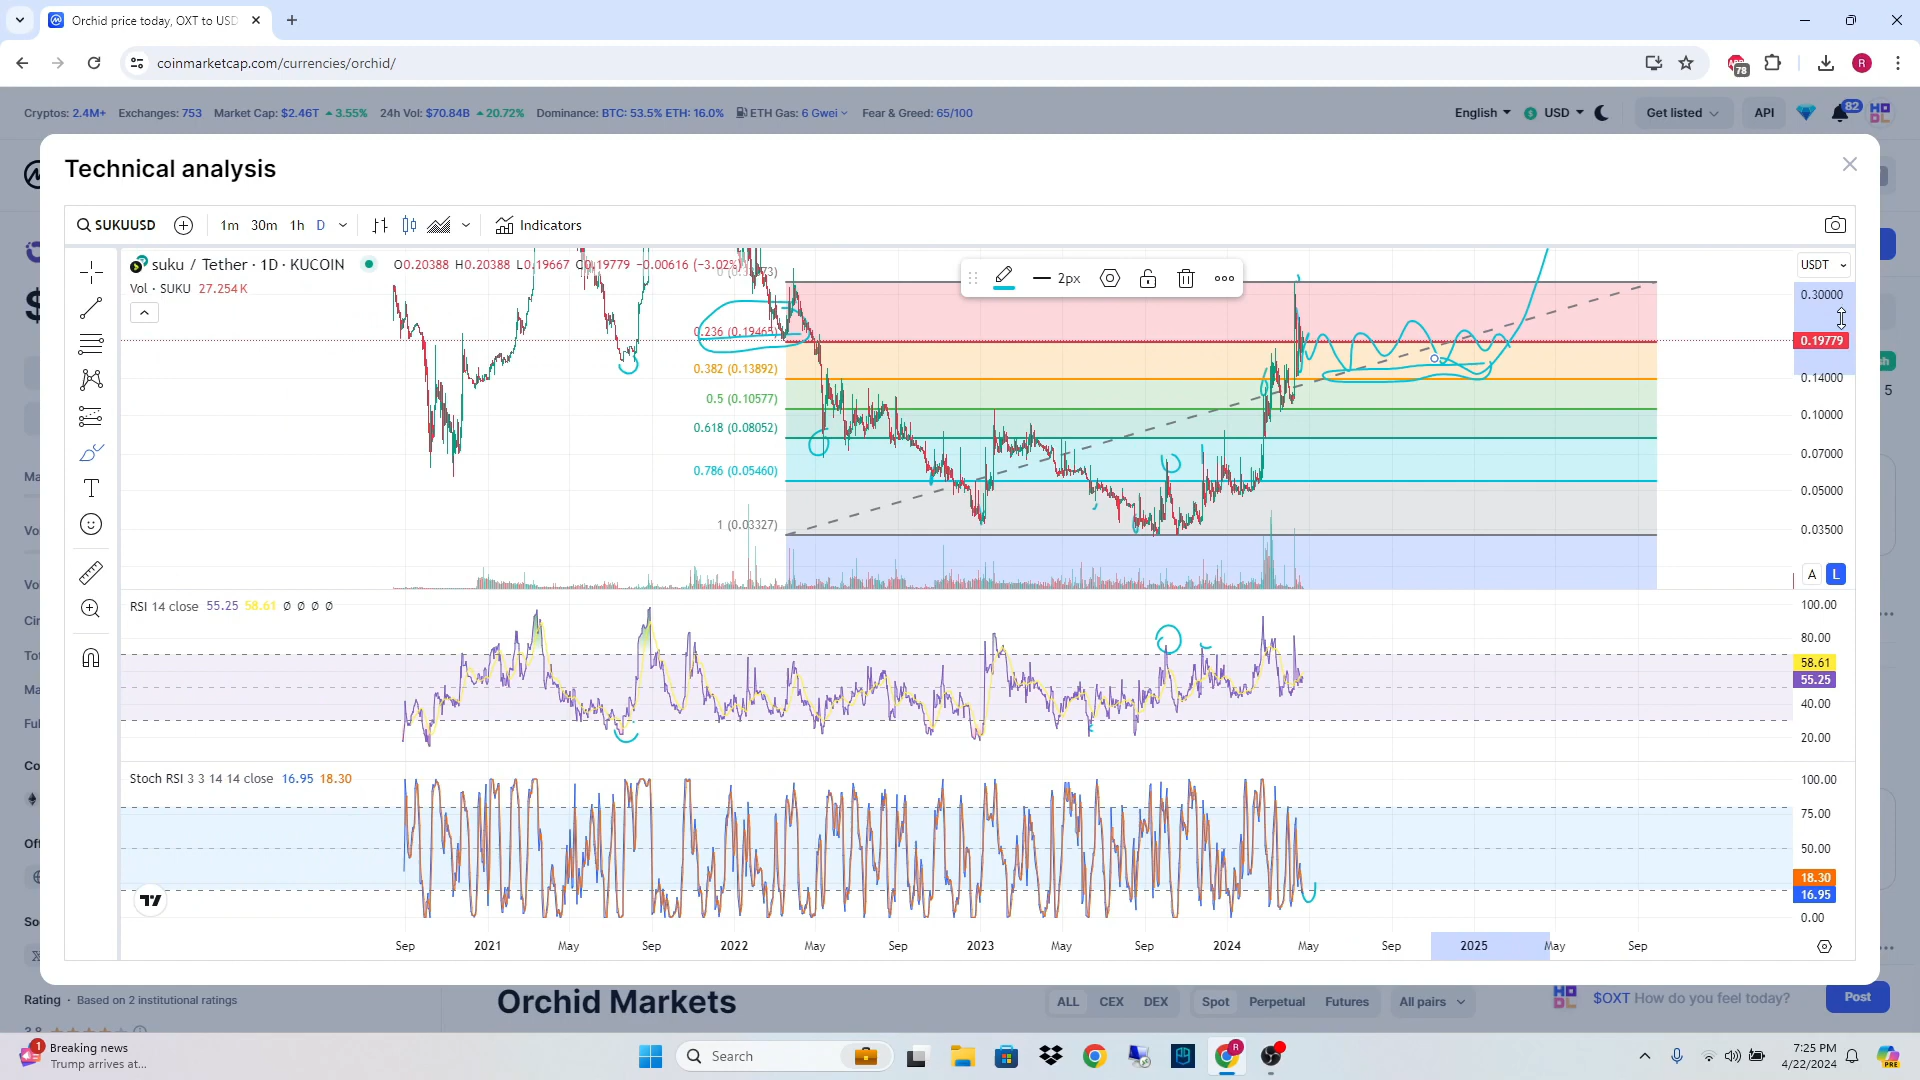 Orchid price today, OXT to USD
coinmarketcap.com/currencies/orchid/
78
R
Cryptos: 2.4M+ Exchanges: 753 Market Cap: $2.46T 3.55% 24h Vol: $70.84B 20.72% Dominance: BTC: 53.5% ETH: 16.0% ETH Gas: 6 Gwei Fear & Greed: 65/100
English USD Get listed API 82
Technical analysis
SUKUUSD 1m 30m 1h D Indicators
suku / Tether · 1D · KUCOIN O0.20388 H0.20388 L0.19667 C0.19779 −0.00616 (−3.02%)
Vol · SUKU 27.254K
2px
USDT
0.30000
0.236 (0.19465)
0.19779
0.382 (0.13892)
0.14000
0.5 (0.10577)
0.10000
0.618 (0.08052)
0.07000
0.786 (0.05460)
0.05000
1 (0.03327)
0.03500
A L
RSI 14 close 55.25 58.61 Ø Ø Ø Ø
100.00
80.00
58.61
55.25
40.00
20.00
Stoch RSI 3 3 14 14 close 16.95 18.30
100.00
75.00
50.00
18.30
16.95
0.00
Sep 2021 May Sep 2022 May Sep 2023 May Sep 2024 May Sep 2025 May Sep
Rating · Based on 2 institutional ratings
3.8
Orchid Markets
ALL CEX DEX Spot Perpetual Futures All pairs
$OXT How do you feel today? Post
1
Breaking news
Trump arrives at...
Search
R
7:25 PM
4/22/2024
PRE